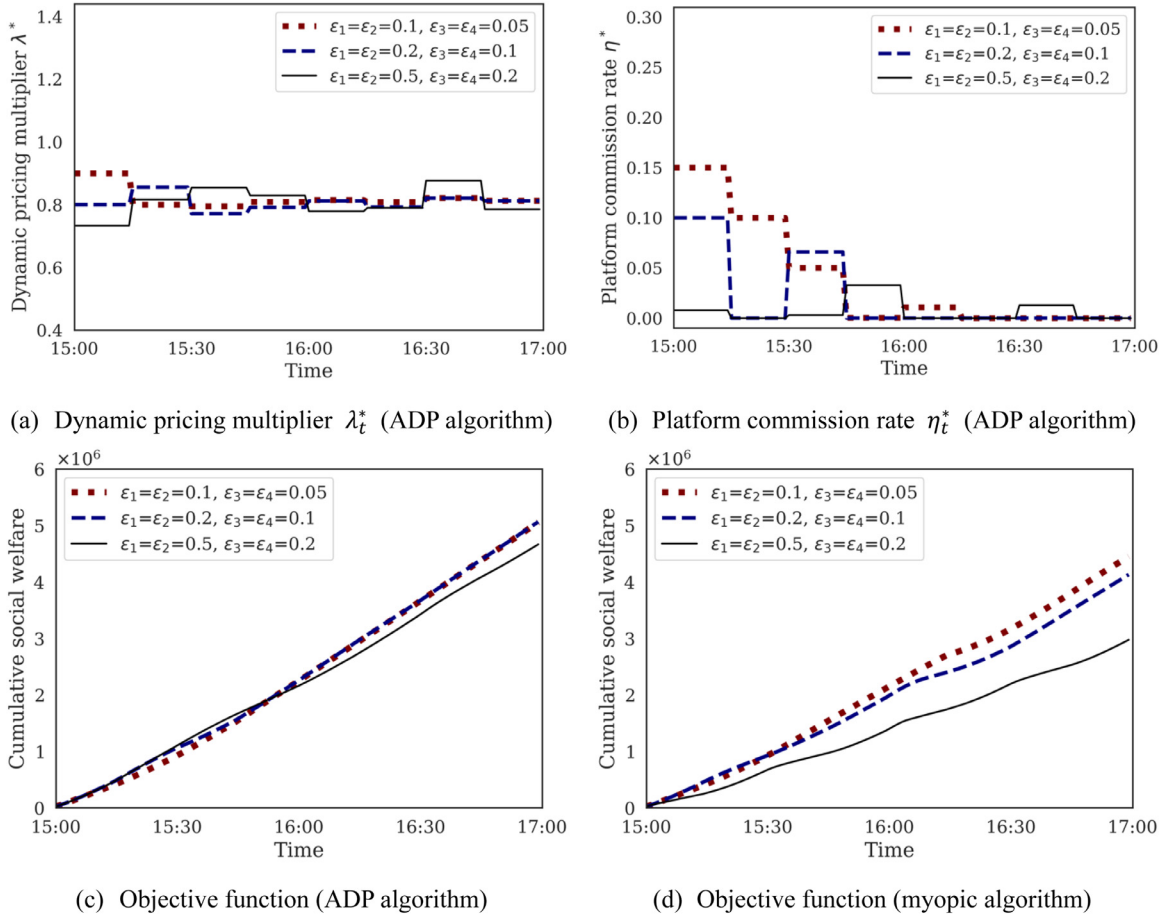 Dynamic pricing multiplier λ*
1.4
1.2
1.0
0.8
0.6
0.4
ε₁=ε₂=0.1, ε₃=ε₄=0.05
ε₁=ε₂=0.2, ε₃=ε₄=0.1
ε₁=ε₂=0.5, ε₃=ε₄=0.2
15:00 15:30 16:00 16:30 17:00
Time
(a) Dynamic pricing multiplier λ*ₜ (ADP algorithm)
Platform commission rate η*
0.30
0.25
0.20
0.15
0.10
0.05
0.00
ε₁=ε₂=0.1, ε₃=ε₄=0.05
ε₁=ε₂=0.2, ε₃=ε₄=0.1
ε₁=ε₂=0.5, ε₃=ε₄=0.2
15:00 15:30 16:00 16:30 17:00
Time
(b) Platform commission rate η*ₜ (ADP algorithm)
×10⁶
Cumulative social welfare
6
5
4
3
2
1
0
ε₁=ε₂=0.1, ε₃=ε₄=0.05
ε₁=ε₂=0.2, ε₃=ε₄=0.1
ε₁=ε₂=0.5, ε₃=ε₄=0.2
15:00 15:30 16:00 16:30 17:00
Time
(c) Objective function (ADP algorithm)
×10⁶
Cumulative social welfare
6
5
4
3
2
1
0
ε₁=ε₂=0.1, ε₃=ε₄=0.05
ε₁=ε₂=0.2, ε₃=ε₄=0.1
ε₁=ε₂=0.5, ε₃=ε₄=0.2
15:00 15:30 16:00 16:30 17:00
Time
(d) Objective function (myopic algorithm)